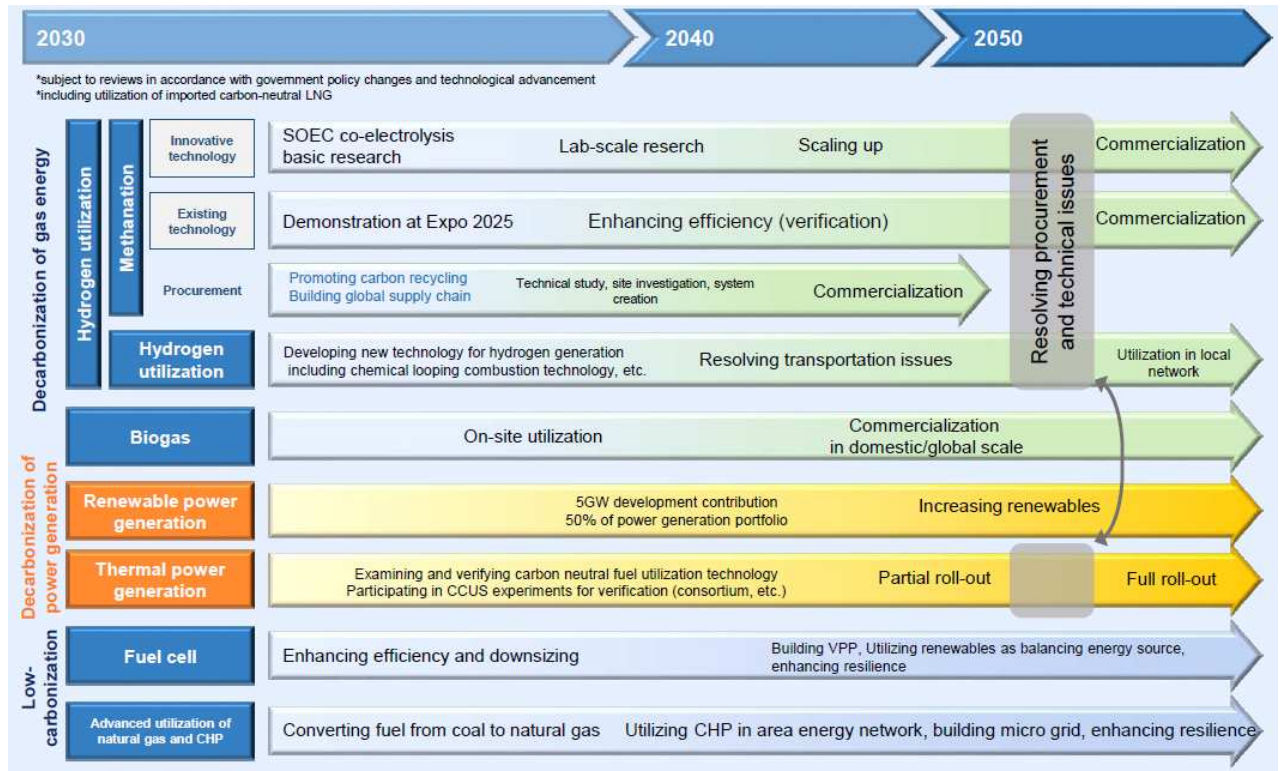 2030
2040
2050
*subject to reviews in accordance with government policy changes and technological advancement
*including utilization of imported carbon-neutral LNG
Decarbonization of gas energy
Hydrogen utilization
Methanation
Innovative
technology
SOEC co-electrolysis
basic research
Lab-scale reserch
Scaling up
Commercialization
Existing
technology
Demonstration at Expo 2025
Enhancing efficiency (verification)
Commercialization
Procurement
Promoting carbon recycling
Building global supply chain
Technical study, site investigation, system
creation
Commercialization
Resolving procurement
and technical issues
Hydrogen
utilization
Developing new technology for hydrogen generation
including chemical looping combustion technology, etc.
Resolving transportation issues
Utilization in local
network
Biogas
On-site utilization
Commercialization
in domestic/global scale
Decarbonization of
power generation
Renewable power
generation
5GW development contribution
50% of power generation portfolio
Increasing renewables
Thermal power
generation
Examining and verifying carbon neutral fuel utilization technology
Participating in CCUS experiments for verification (consortium, etc.)
Partial roll-out
Full roll-out
Low-
carbonization
Fuel cell
Enhancing efficiency and downsizing
Building VPP, Utilizing renewables as balancing energy source,
enhancing resilience
Advanced utilization of
natural gas and CHP
Converting fuel from coal to natural gas
Utilizing CHP in area energy network, building micro grid, enhancing resilience